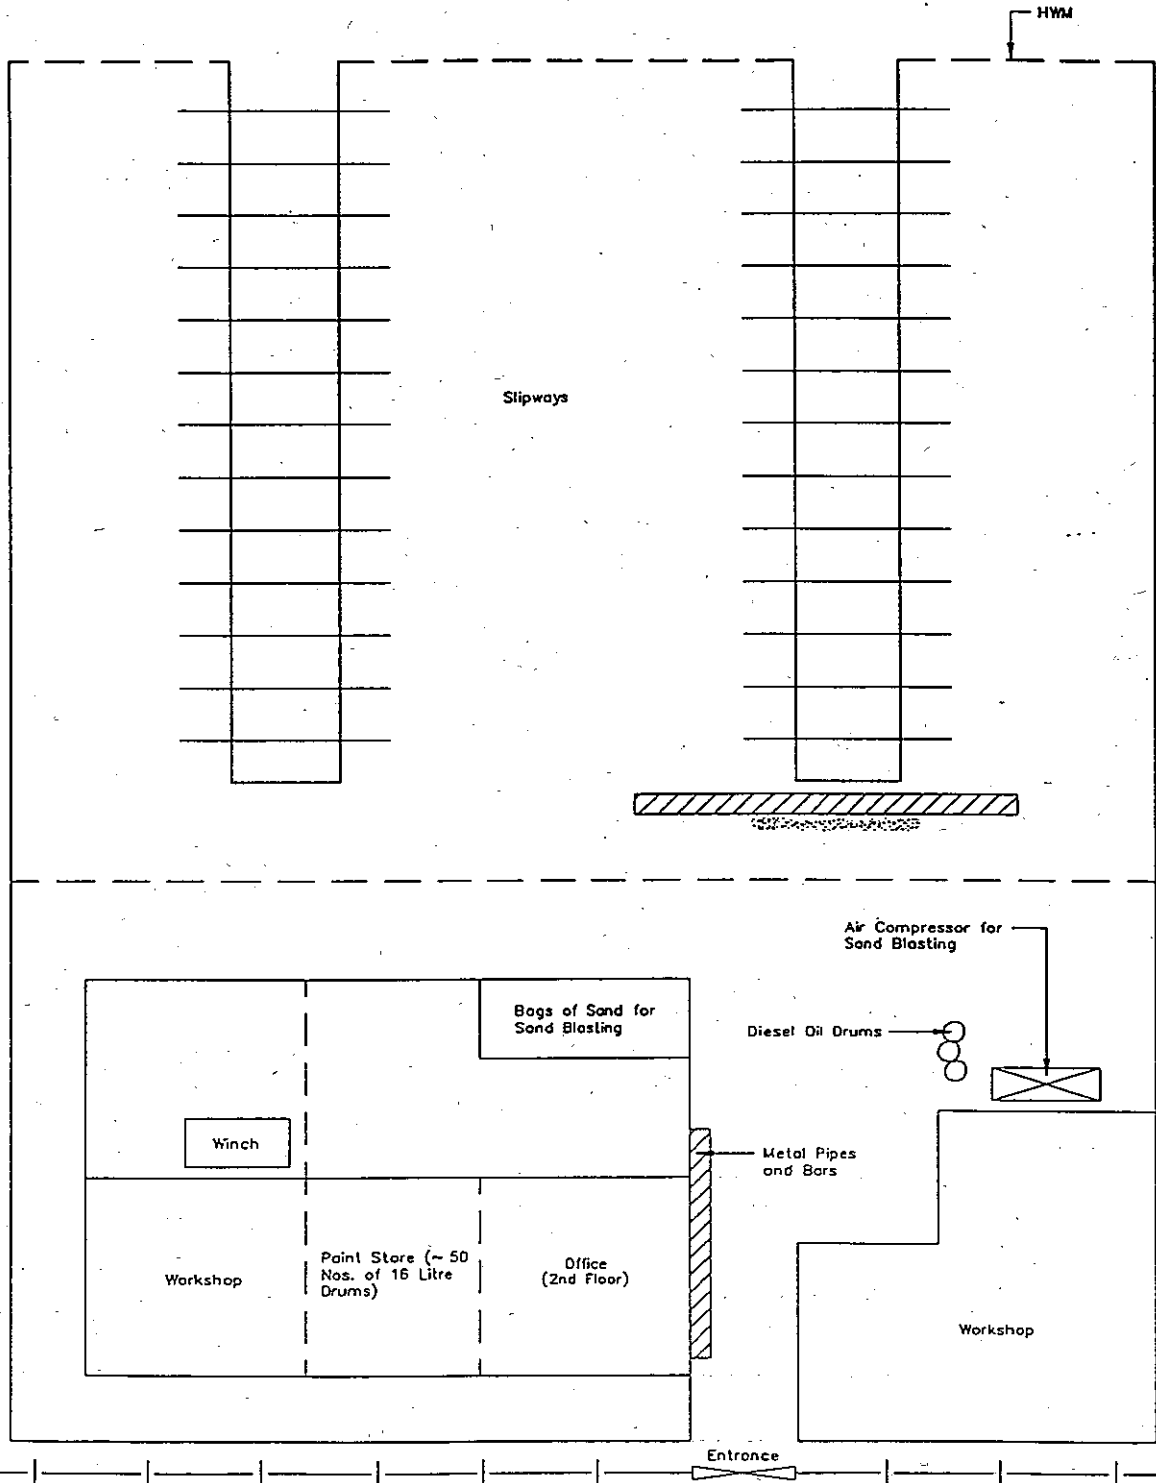 HWM
Slipways
Air Compressor for
Sand Blasting
Bags of Sand for
Sand Blasting
Diesel Oil Drums
Winch
Metal Pipes
and Bars
Workshop
Paint Store (~ 50
Nos. of 16 Litre
Drums)
Office
(2nd Floor)
Workshop
Entrance